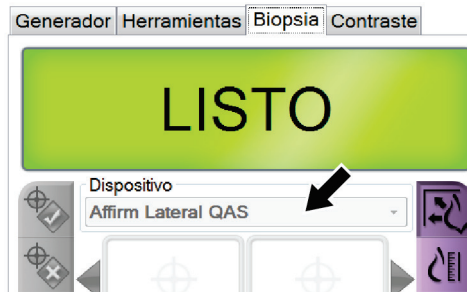 Generador Herramientas Biopsia Contraste
LISTO
Dispositivo
Affirm Lateral QAS